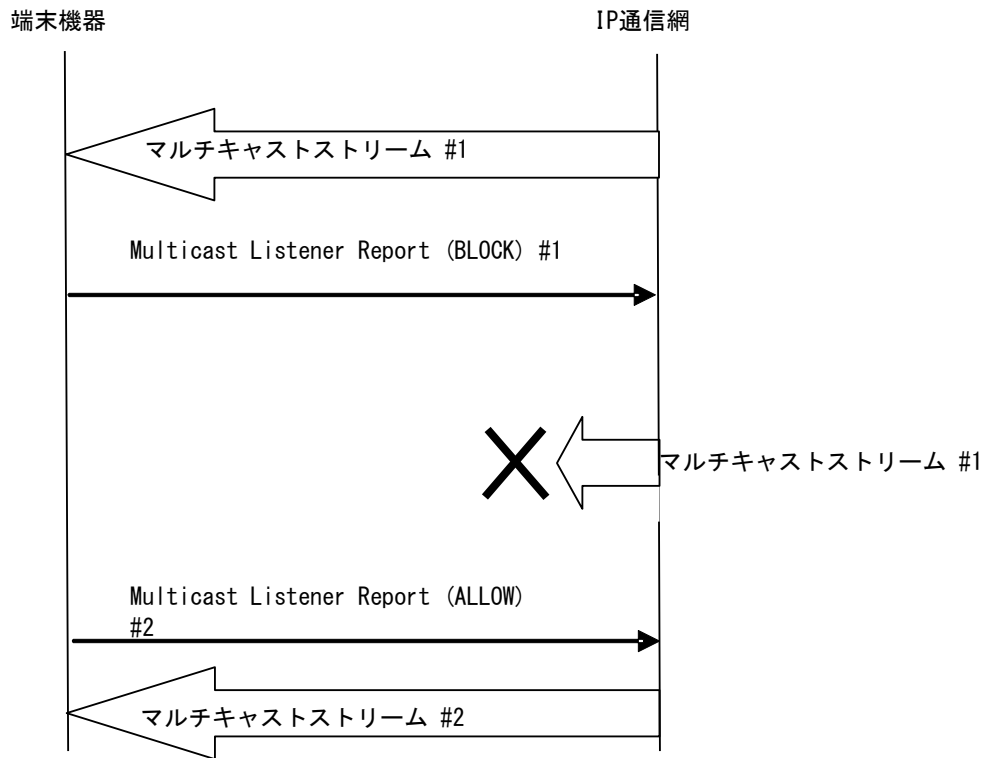 端末機器
IP通信網
マルチキャストストリーム #1
Multicast Listener Report (BLOCK) #1
マルチキャストストリーム #1
Multicast Listener Report (ALLOW)
#2
マルチキャストストリーム #2